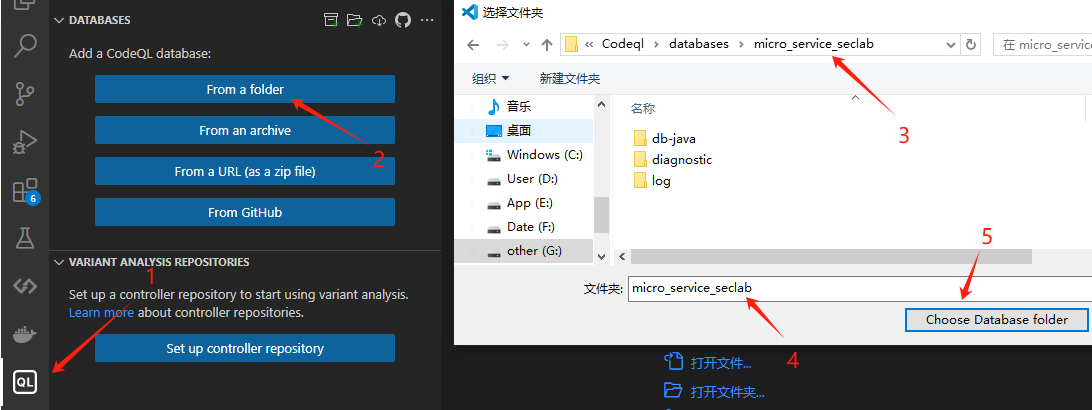 DATABASES
Add a CodeQL database:
From a folder
2
From an archive
From a URL (as a zip file)
From GitHub
6
VARIANT ANALYSIS REPOSITORIES
1
Set up a controller repository to start using variant analysis.
Learn more about controller repositories.
Set up controller repository
QL
选择文件夹
« Codeql › databases › micro_service_seclab
在 micro_service
组织
新建文件夹
3
音乐
桌面
Windows (C:)
User (D:)
App (E:)
Date (F:)
other (G:)
名称
db-java
diagnostic
log
5
文件夹: micro_service_seclab
Choose Database folder
4
打开文件...
打开文件夹...